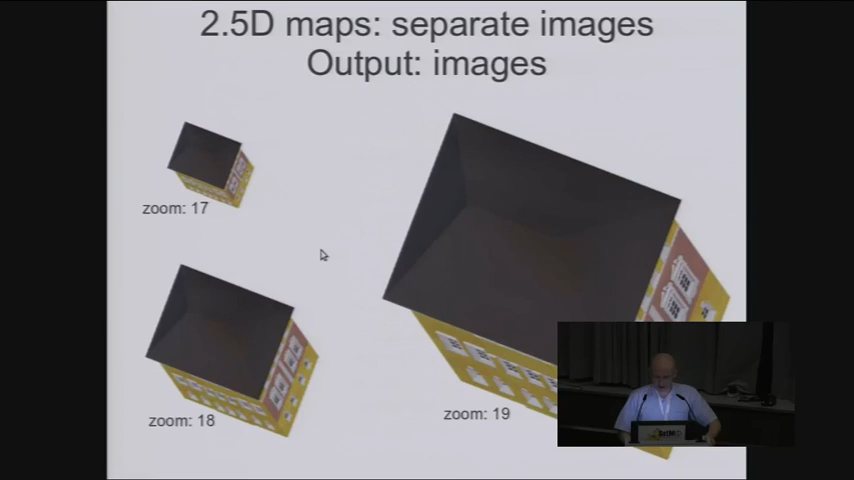 2.5D maps: separate images
Output: images
zoom: 17
zoom: 18
zoom: 19